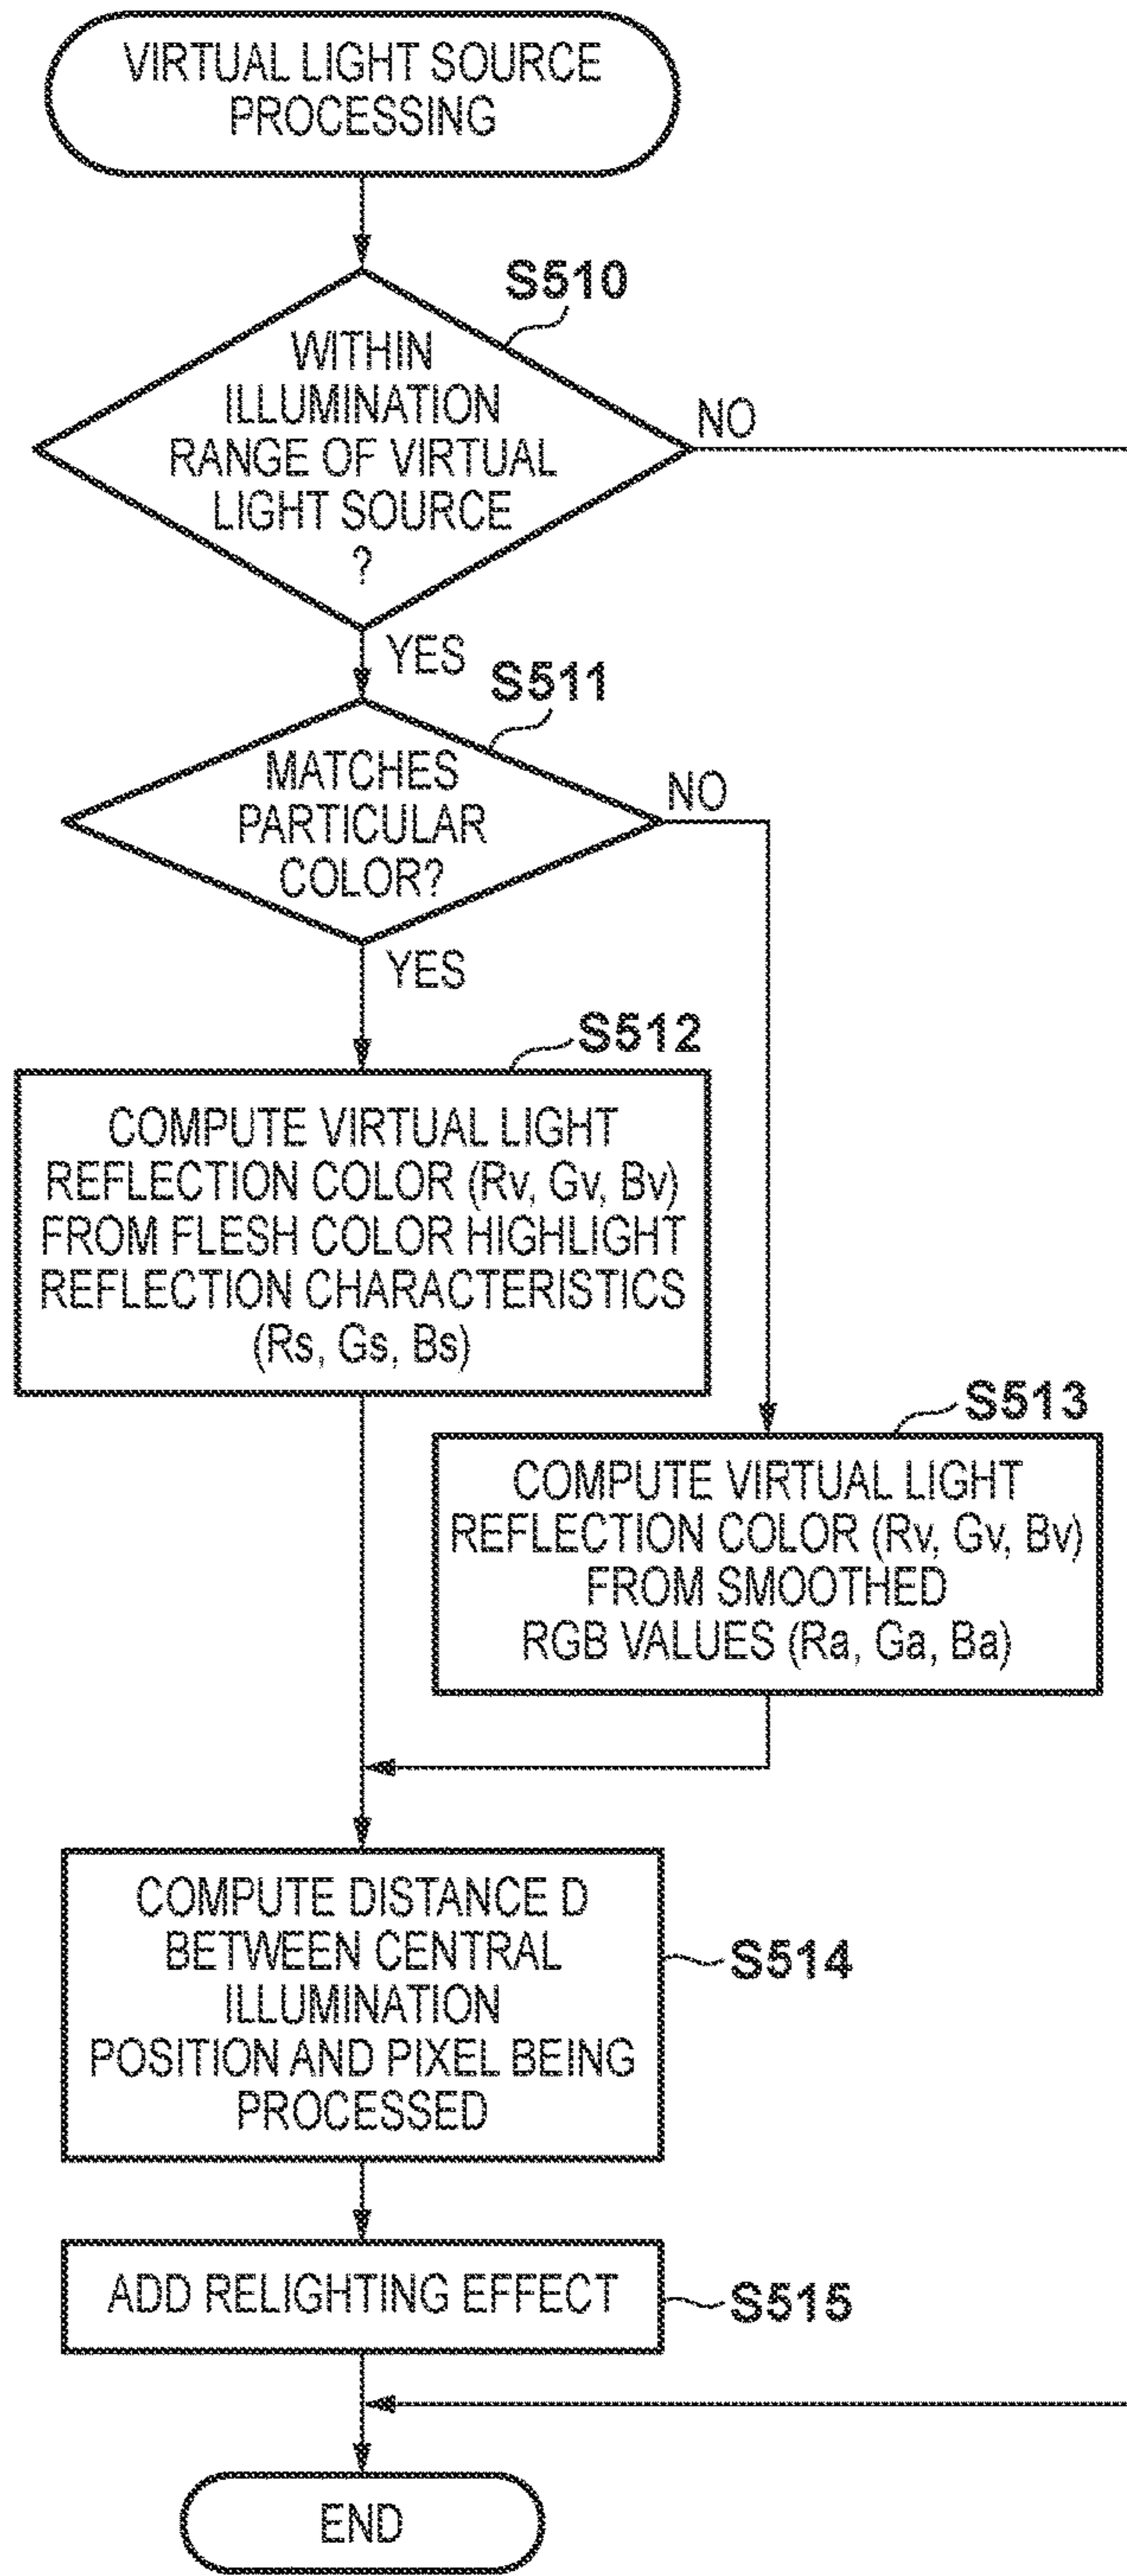 VIRTUAL LIGHT SOURCE
PROCESSING
S510
WITHIN
ILLUMINATION
RANGE OF VIRTUAL
LIGHT SOURCE
?
NO
YES
S511
MATCHES
PARTICULAR
COLOR?
NO
YES
S512
COMPUTE VIRTUAL LIGHT
REFLECTION COLOR (Rv, Gv, Bv)
FROM FLESH COLOR HIGHLIGHT
REFLECTION CHARACTERISTICS
(Rs, Gs, Bs)
S513
COMPUTE VIRTUAL LIGHT
REFLECTION COLOR (Rv, Gv, Bv)
FROM SMOOTHED
RGB VALUES (Ra, Ga, Ba)
COMPUTE DISTANCE D
BETWEEN CENTRAL
ILLUMINATION
POSITION AND PIXEL BEING
PROCESSED
S514
ADD RELIGHTING EFFECT
S515
END